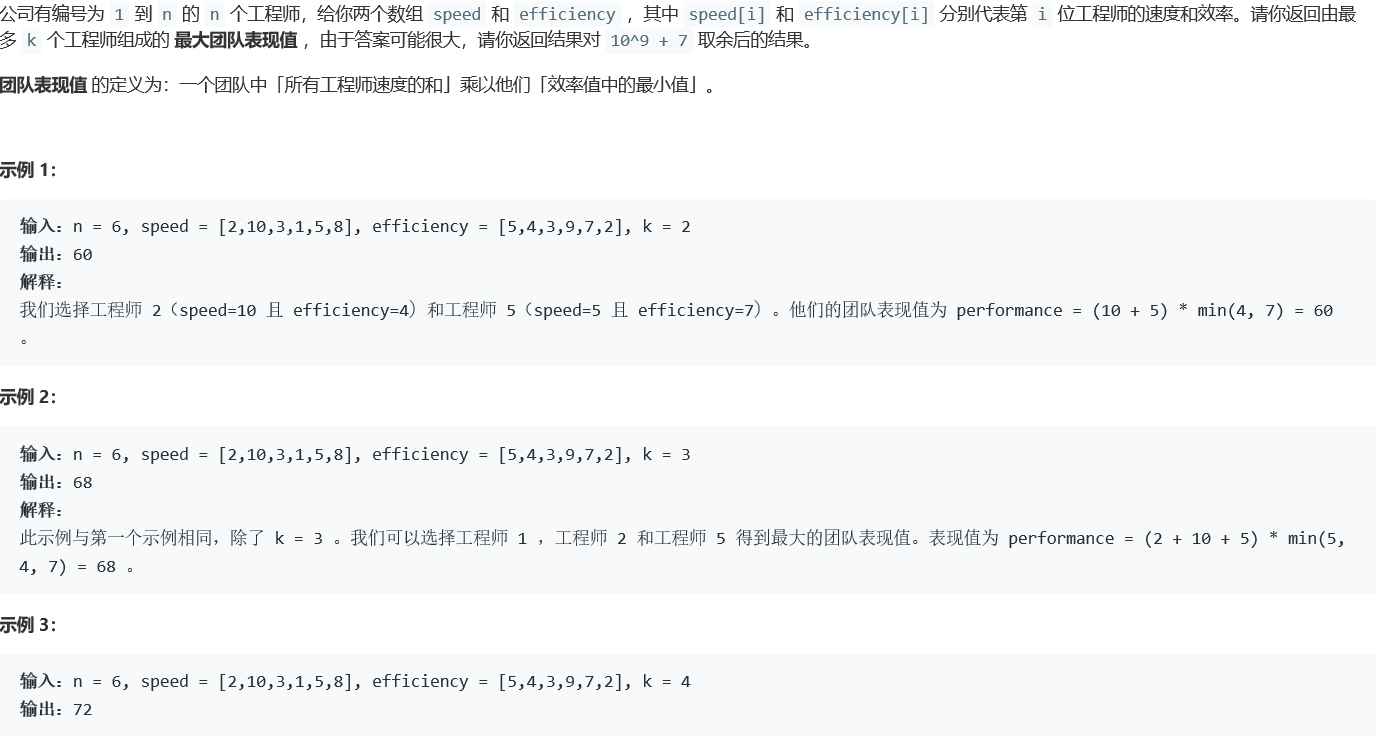 公司有编号为 1 到 n 的 n 个工程师，给你两个数组 speed 和 efficiency ，其中 speed[i] 和 efficiency[i] 分别代表第 i 位工程师的速度和效率。请你返回由最
多 k 个工程师组成的 最大团队表现值 ，由于答案可能很大，请你返回结果对 10^9 + 7 取余后的结果。
团队表现值 的定义为：一个团队中「所有工程师速度的和」乘以他们「效率值中的最小值」。
示例 1：
输入：n = 6, speed = [2,10,3,1,5,8], efficiency = [5,4,3,9,7,2], k = 2
输出：60
解释：
我们选择工程师 2（speed=10 且 efficiency=4）和工程师 5（speed=5 且 efficiency=7）。他们的团队表现值为 performance = (10 + 5) * min(4, 7) = 60
。
示例 2：
输入：n = 6, speed = [2,10,3,1,5,8], efficiency = [5,4,3,9,7,2], k = 3
输出：68
解释：
此示例与第一个示例相同，除了 k = 3 。我们可以选择工程师 1 ，工程师 2 和工程师 5 得到最大的团队表现值。表现值为 performance = (2 + 10 + 5) * min(5,
4, 7) = 68 。
示例 3：
输入：n = 6, speed = [2,10,3,1,5,8], efficiency = [5,4,3,9,7,2], k = 4
输出：72